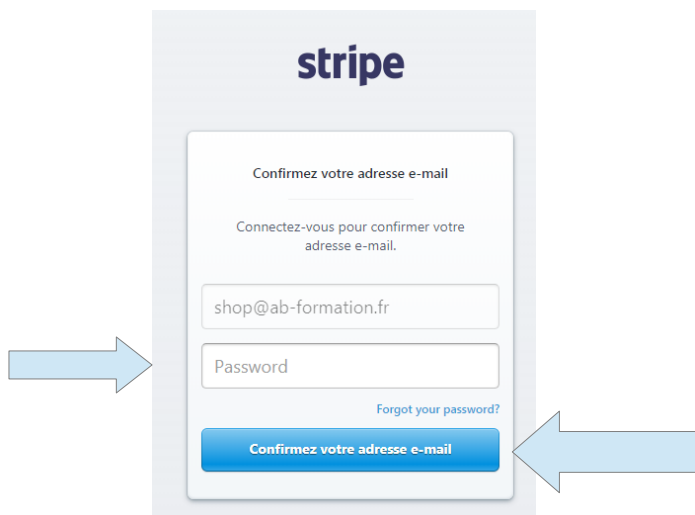 stripe
Confirmez votre adresse e-mail
Connectez-vous pour confirmer votre
adresse e-mail.
shop@ab-formation.fr
Password
Forgot your password?
Confirmez votre adresse e-mail